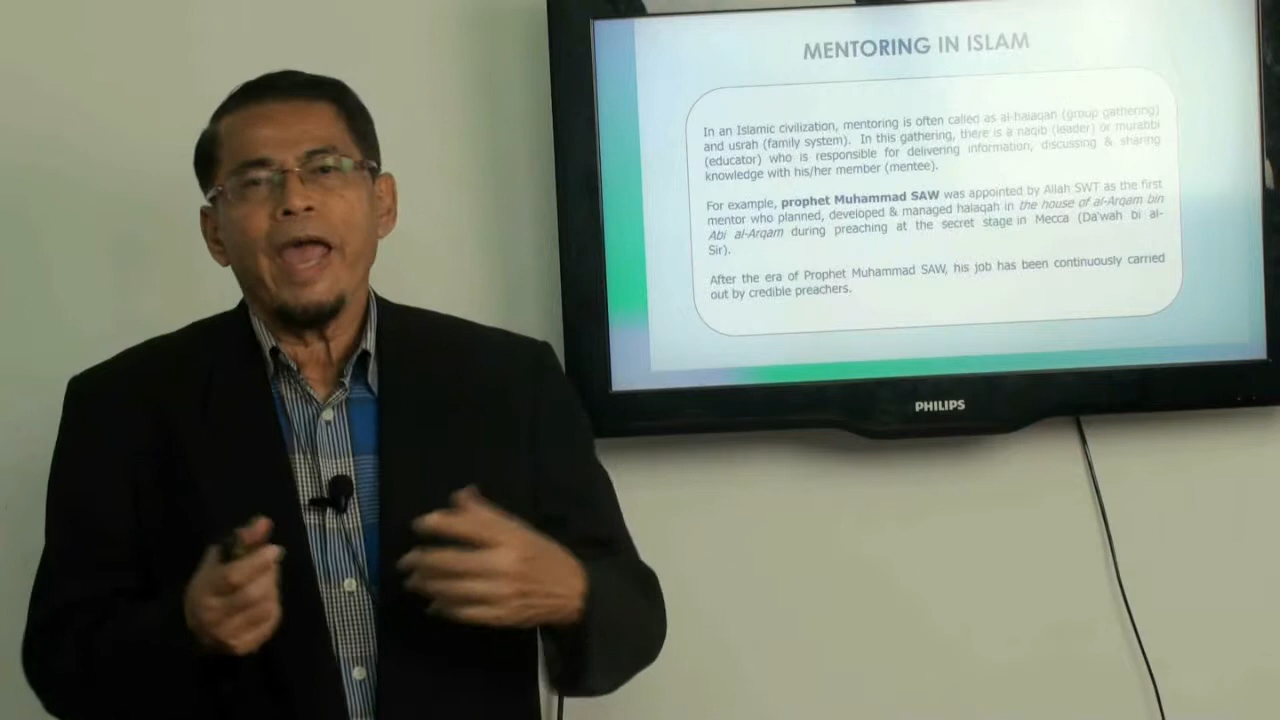 MENTORING IN ISLAM
In an Islamic civilization, mentoring is often called as al-halaqah (group gathering)
and usrah (family system). In this gathering, there is a naqib (leader) or murabbi
(educator) who is responsible for delivering information, discussing & sharing
knowledge with his/her member (mentee).
For example, prophet Muhammad SAW was appointed by Allah SWT as the first
mentor who planned, developed & managed halaqah in the house of al-Arqam bin
Abi al-Arqam during preaching at the secret stage in Mecca (Da'wah bi al-
Sir).
After the era of Prophet Muhammad SAW, his job has been continuously carried
out by credible preachers.
PHILIPS